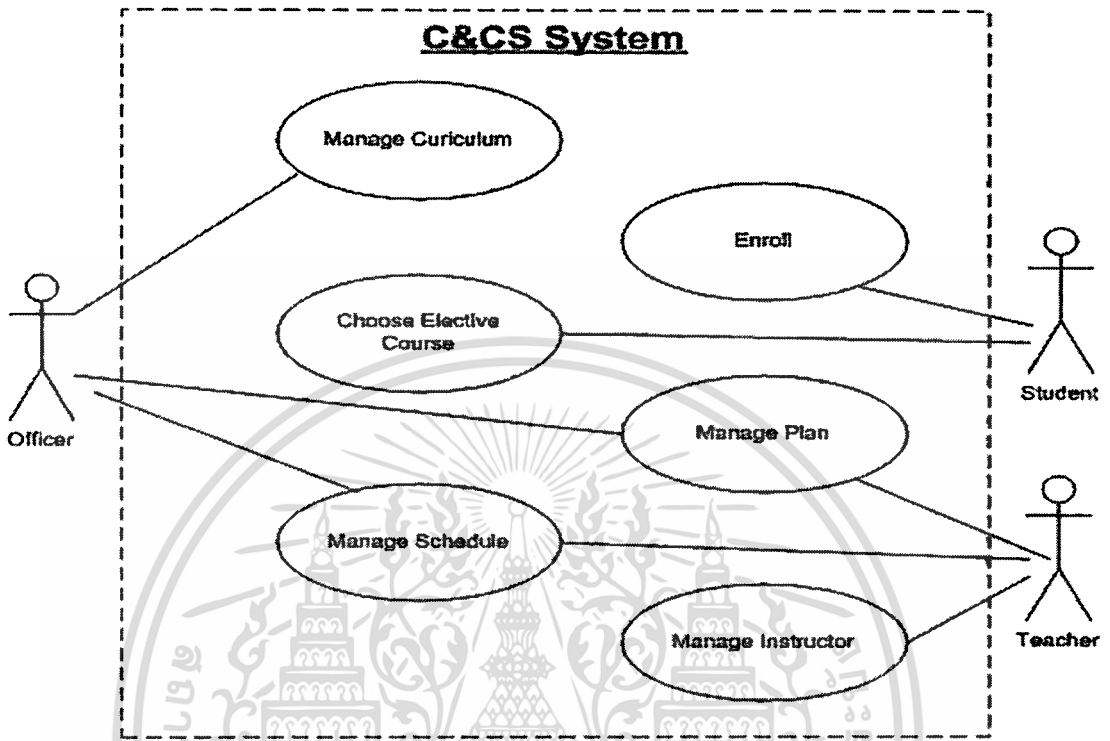 C&CS System
Manage Curiculum
Enroll
Choose Elective
Course
Student
Officer
Manage Plan
Manage Schedule
Manage Instructor
Teacher